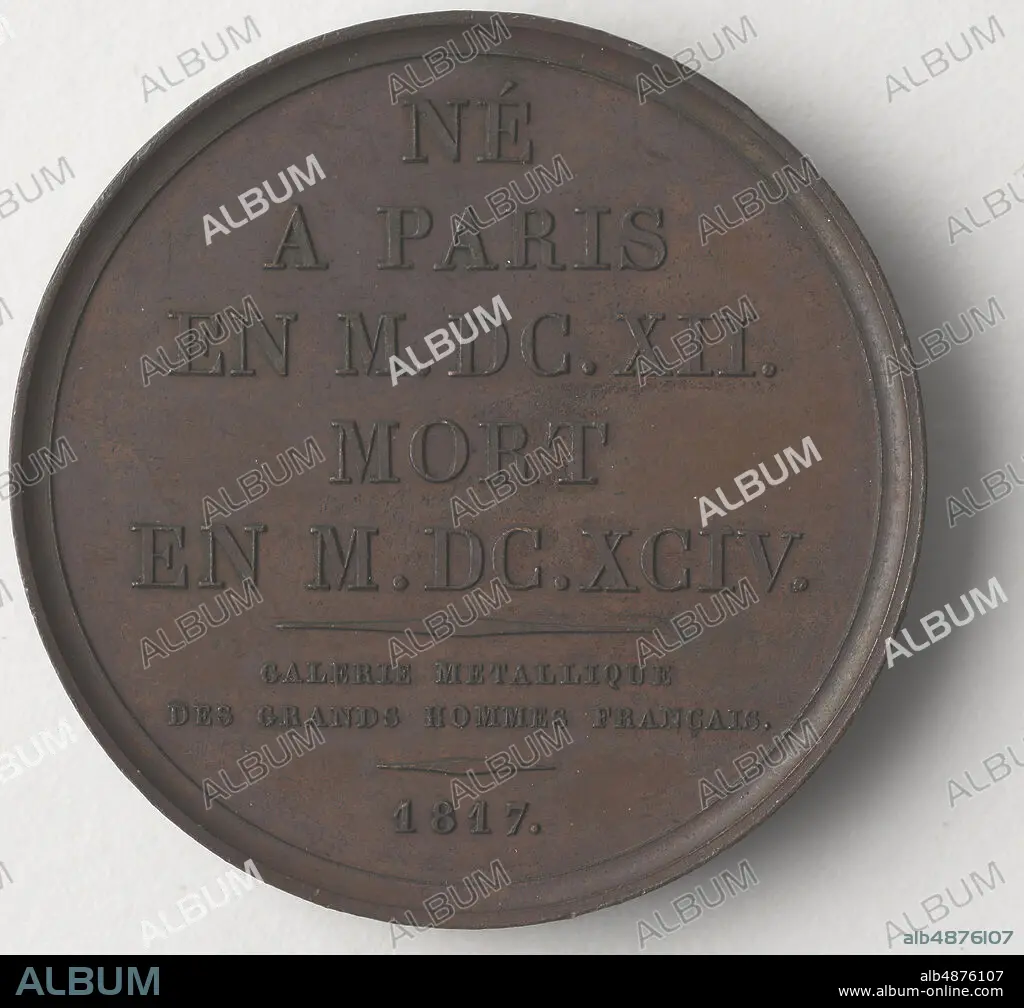 NÉ
A PARIS
EN M.DC.XII.
MORT
EN M.DC.XCIV.
GALERIE METALLIQUE
DES GRANDS HOMMES FRANÇAIS.
1817.
alb4876107
ALBUM
alb4876107
www.album-online.com